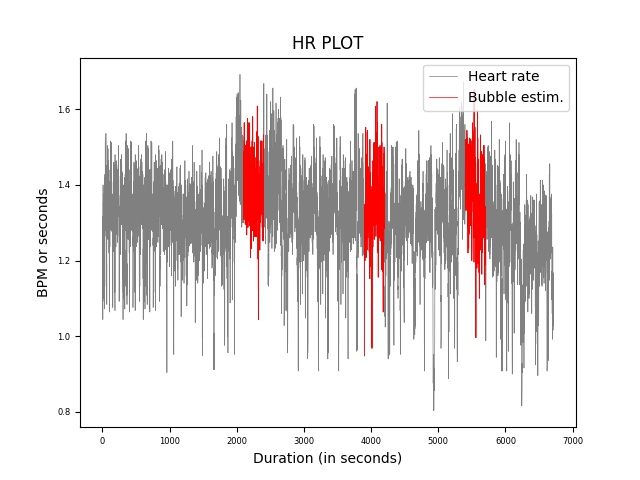 HR PLOT
Heart rate
Bubble estim.
BPM or seconds
1.6
1.4
1.2
1.0
0.8
0 1000 2000 3000 4000 5000 6000 7000
Duration (in seconds)